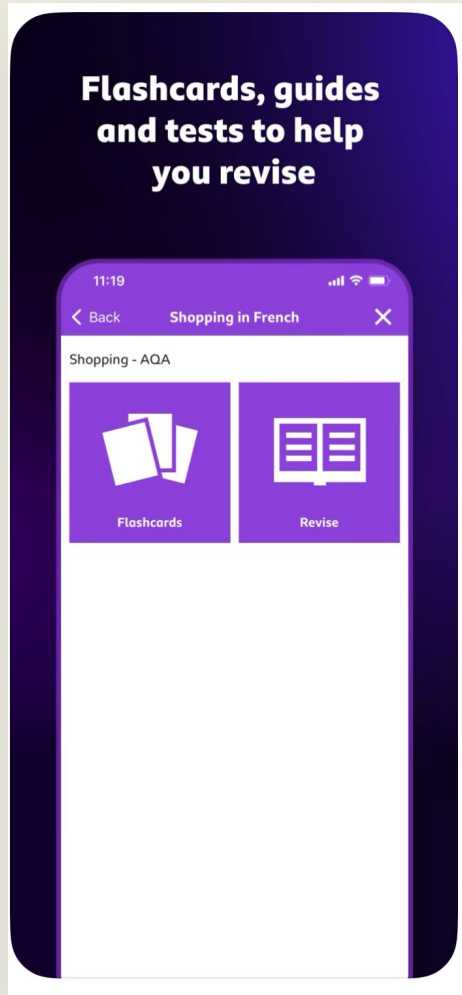 Flashcards, guides
and tests to help
you revise
11:19
Back
Shopping in French
Shopping - AQA
Flashcards
Revise